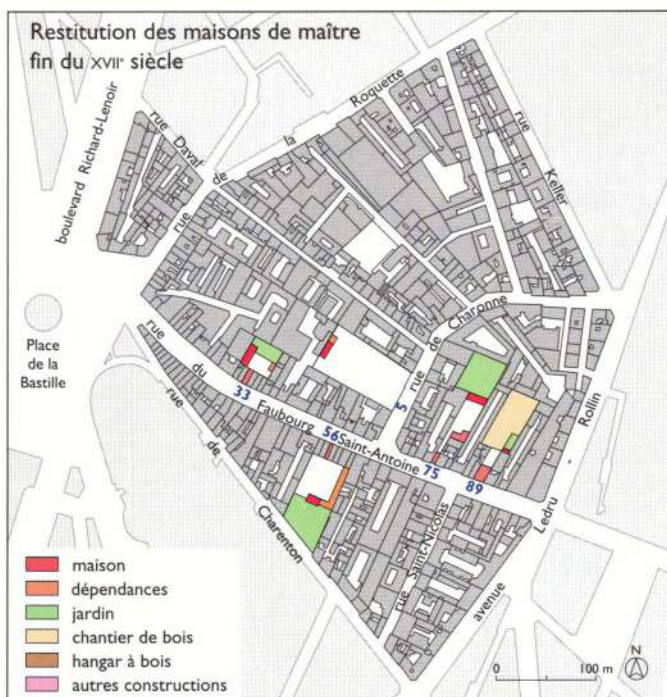 Restitution des maisons de maître
fin du XVIIe siècle
boulevard Richard-Lenoir
rue Daval
rue de la Roquette
rue Keller
Place
de la
Bastille
rue de Charonne
rue du Faubourg Saint-Antoine
33
56
5
75
89
rue de Charenton
rue Saint-Nicolas
avenue Ledru Rollin
maison
dépendances
jardin
chantier de bois
hangar à bois
autres constructions
N
0 100 m